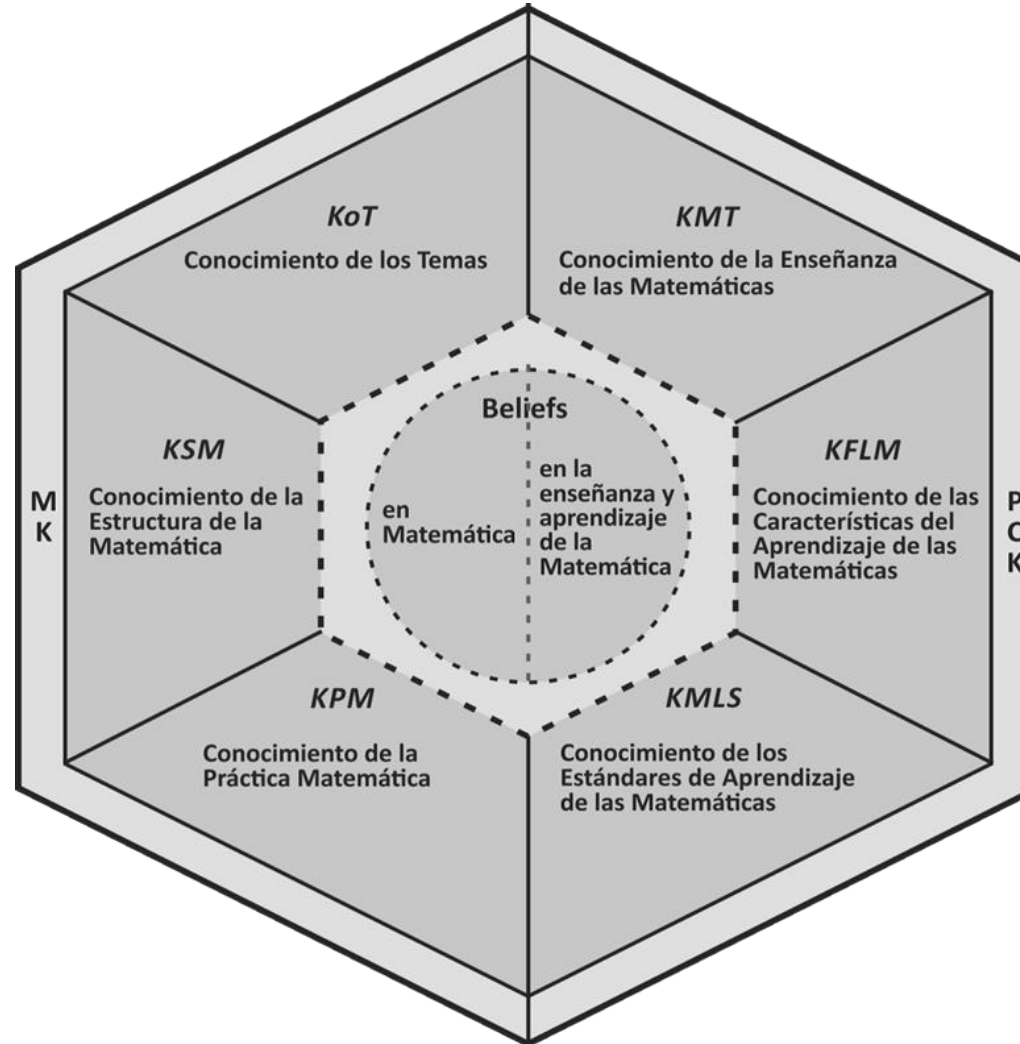 KoT
Conocimiento de los Temas
KMT
Conocimiento de la Enseñanza
de las Matemáticas
Beliefs
en
Matemática
en la
enseñanza y
aprendizaje
de la
Matemática
M
K
KSM
Conocimiento de la
Estructura de la
Matemática
KFLM
Conocimiento de las
Características del
Aprendizaje de las
Matemáticas
P
C
K
KPM
Conocimiento de la
Práctica Matemática
KMLS
Conocimiento de los
Estándares de Aprendizaje
de las Matemáticas